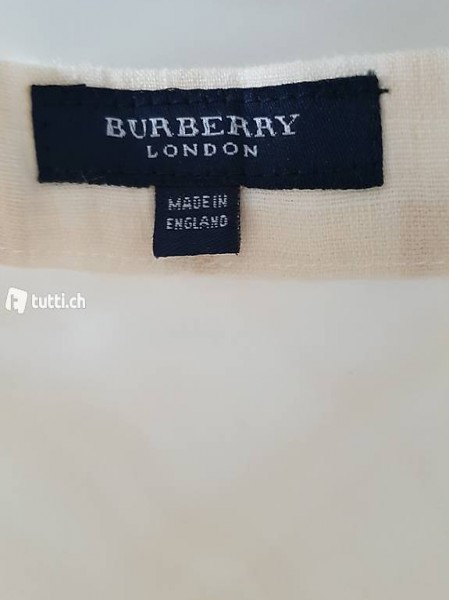 BURBERRY
LONDON
MADE IN
ENGLAND
tutti.ch